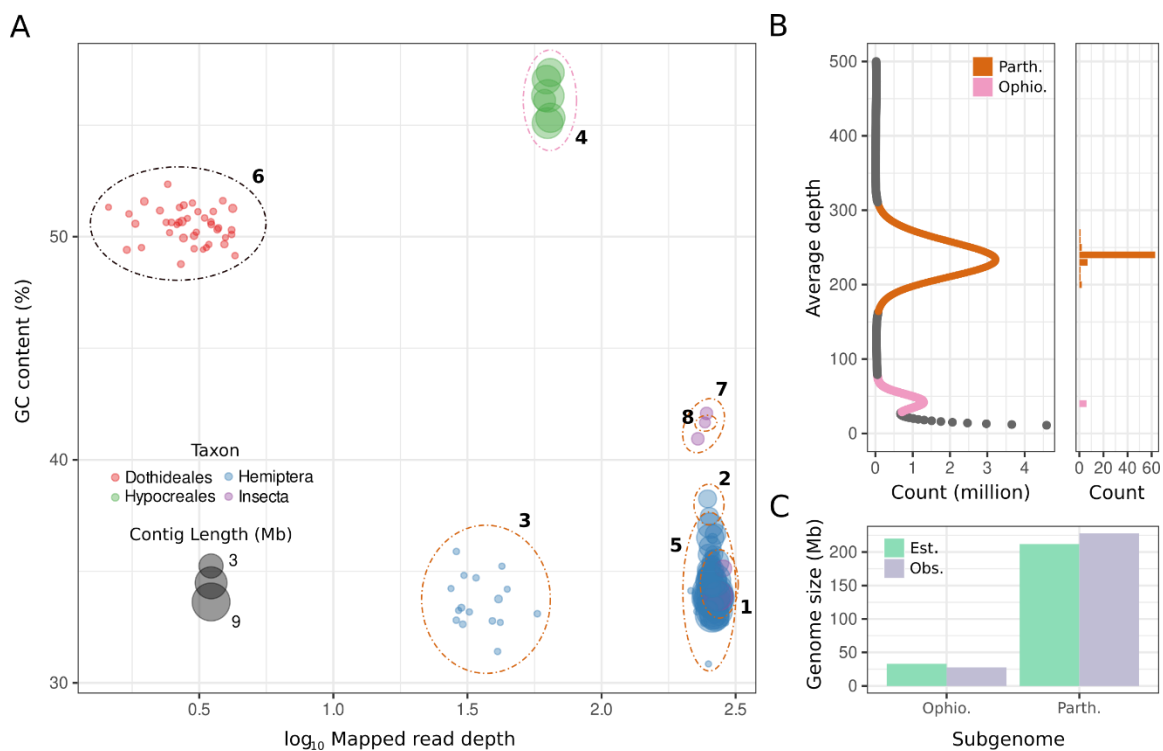 A
GC content (%)
50
40
30
0.5
1.0
1.5
2.0
2.5
log10 Mapped read depth
6
4
7
8
2
3
5
1
Taxon
Dothideales
Hemiptera
Hypocreales
Insecta
Contig Length (Mb)
3
9
B
Average depth
500
400
300
200
100
0
Parth.
Ophio.
0
1
2
3
4
Count (million)
0
20
40
60
Count
C
Genome size (Mb)
200
150
100
50
0
Est.
Obs.
Ophio.
Parth.
Subgenome